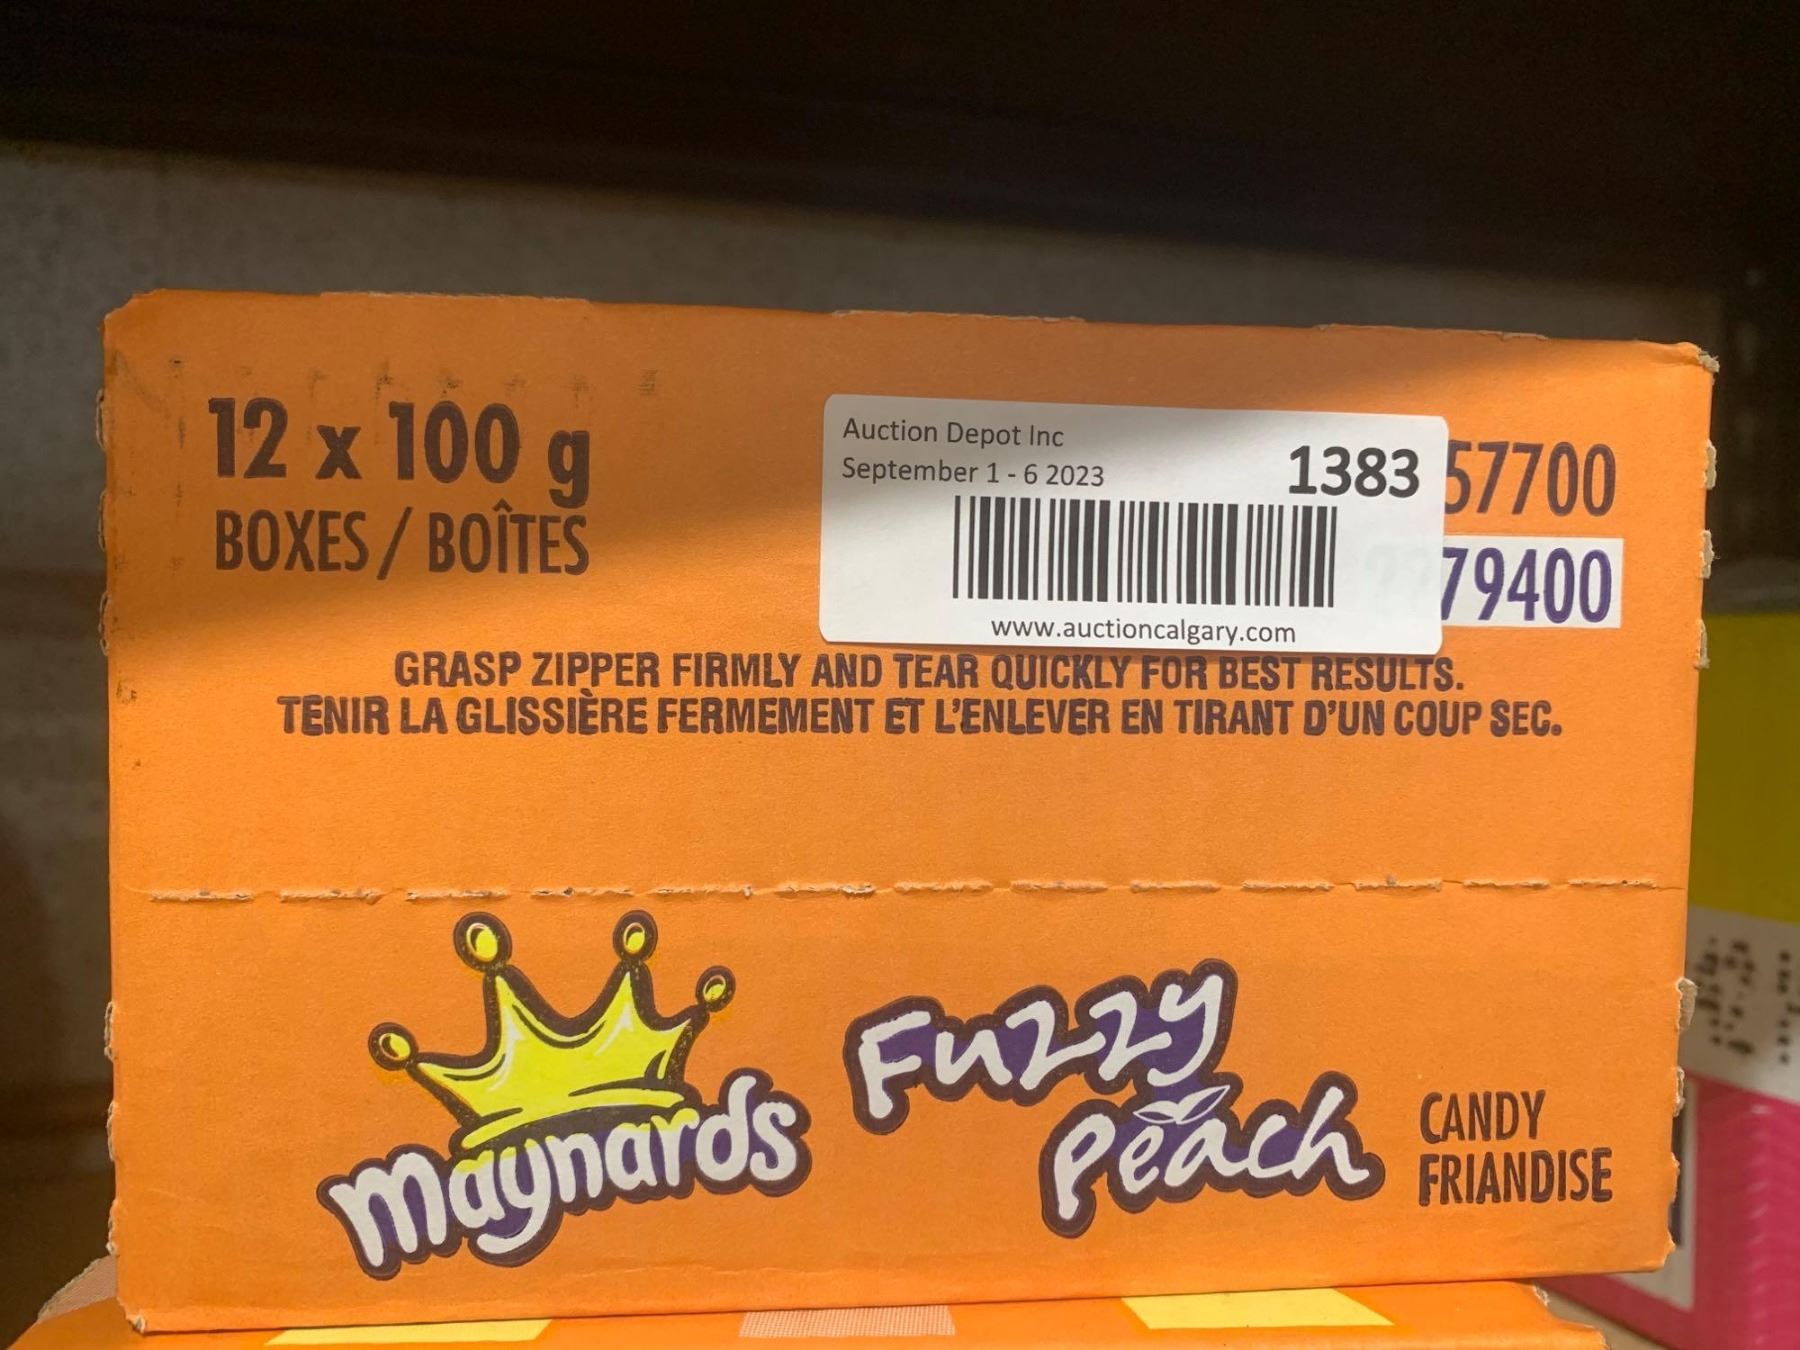 12 x 100 g
BOXES / BOÎTES
Auction Depot Inc
September 1 - 6 2023
1383
www.auctioncalgary.com
57700
79400
GRASP ZIPPER FIRMLY AND TEAR QUICKLY FOR BEST RESULTS.
TENIR LA GLISSIÈRE FERMEMENT ET L'ENLEVER EN TIRANT D'UN COUP SEC.
maynards
Fuzzy
Peach
CANDY
FRIANDISE